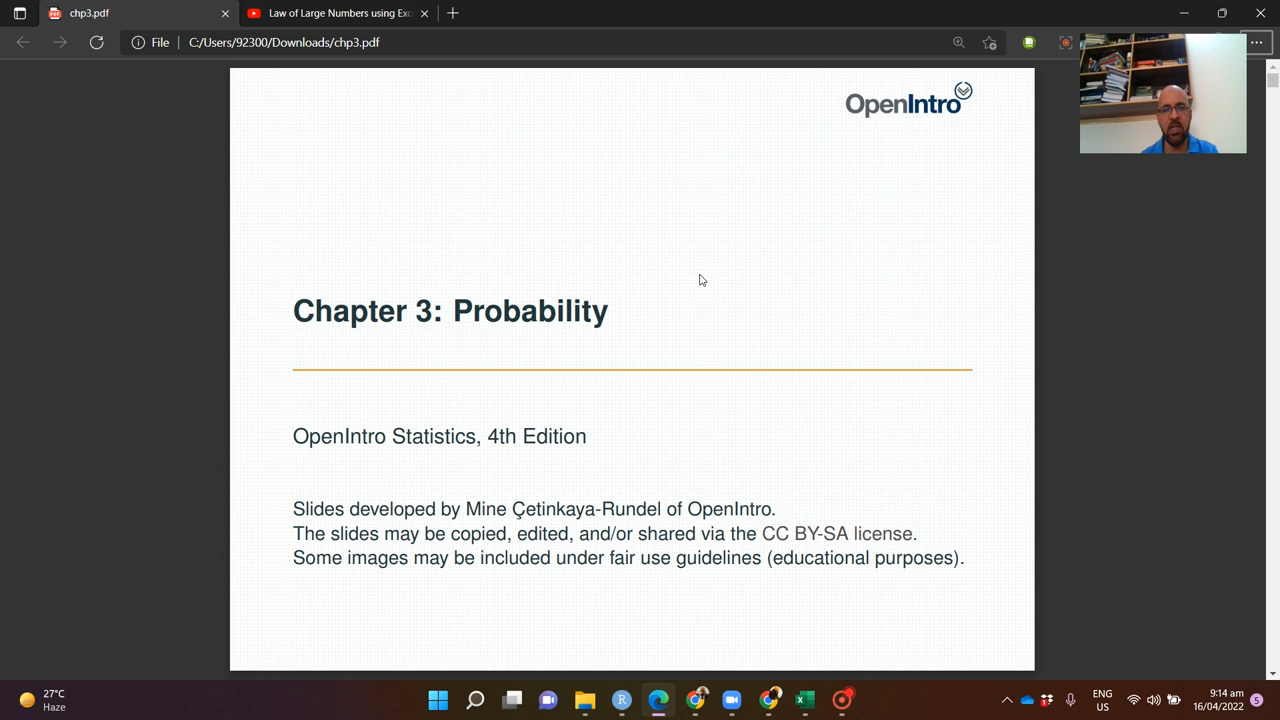 chp3.pdf
Law of Large Numbers using Exc
File
C:/Users/92300/Downloads/chp3.pdf
OpenIntro
Chapter 3: Probability
OpenIntro Statistics, 4th Edition
Slides developed by Mine Çetinkaya-Rundel of OpenIntro.
The slides may be copied, edited, and/or shared via the CC BY-SA license.
Some images may be included under fair use guidelines (educational purposes).
27°C
Haze
ENG
US
9:14 am
16/04/2022
5